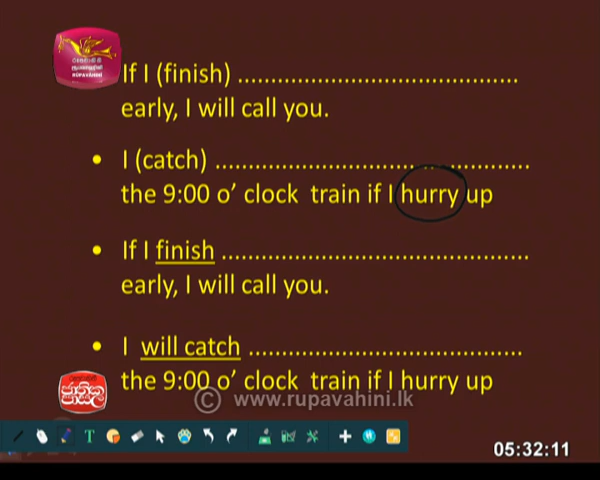 If I (finish) ..........................................
early, I will call you.
• I (catch) ..............................................
the 9:00 o’ clock train if I hurry up
• If I finish .............................................
early, I will call you.
• I will catch ........................................
the 9:00 o’ clock train if I hurry up
© www.rupavahini.lk
T
05:32:11